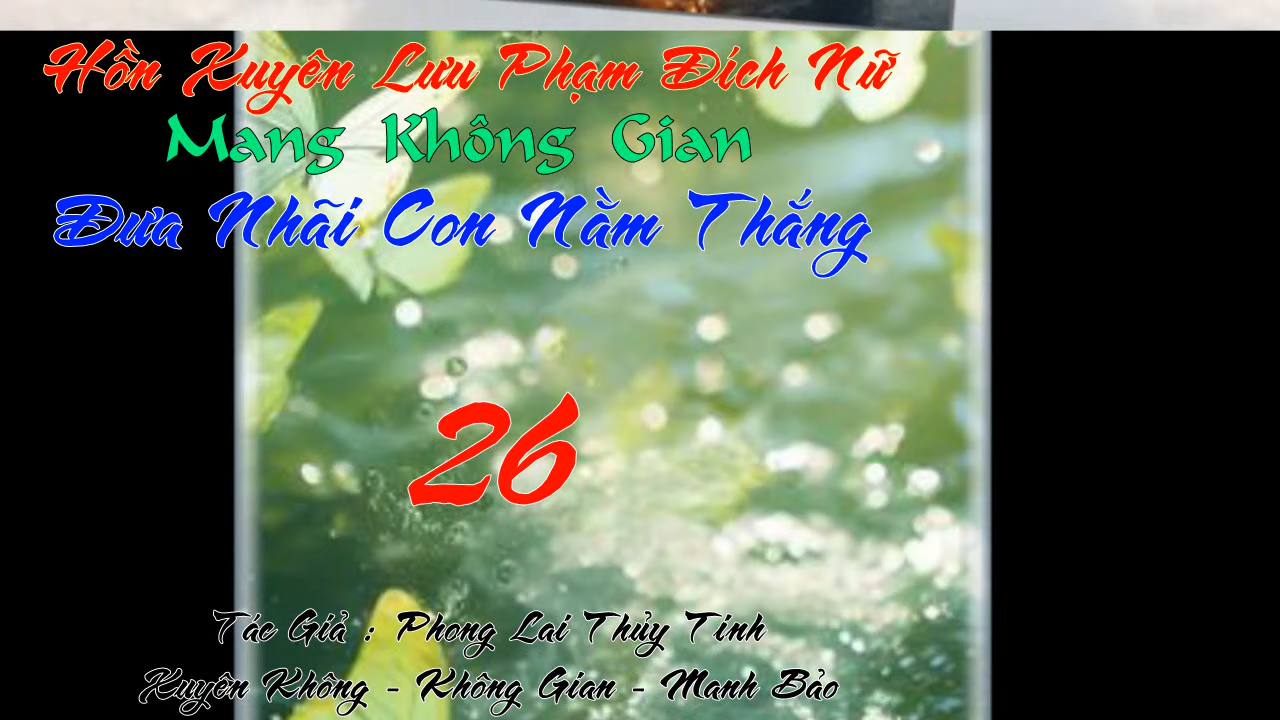 Hồn Xuyên Lưu Phạm Đích Nữ
Mang Không Gian
Đưa Nhãi Con Nằm Thắng
26
Tác Giả : Phong Lai Thủy Tinh
Xuyên Không - Không Gian - Manh Bảo